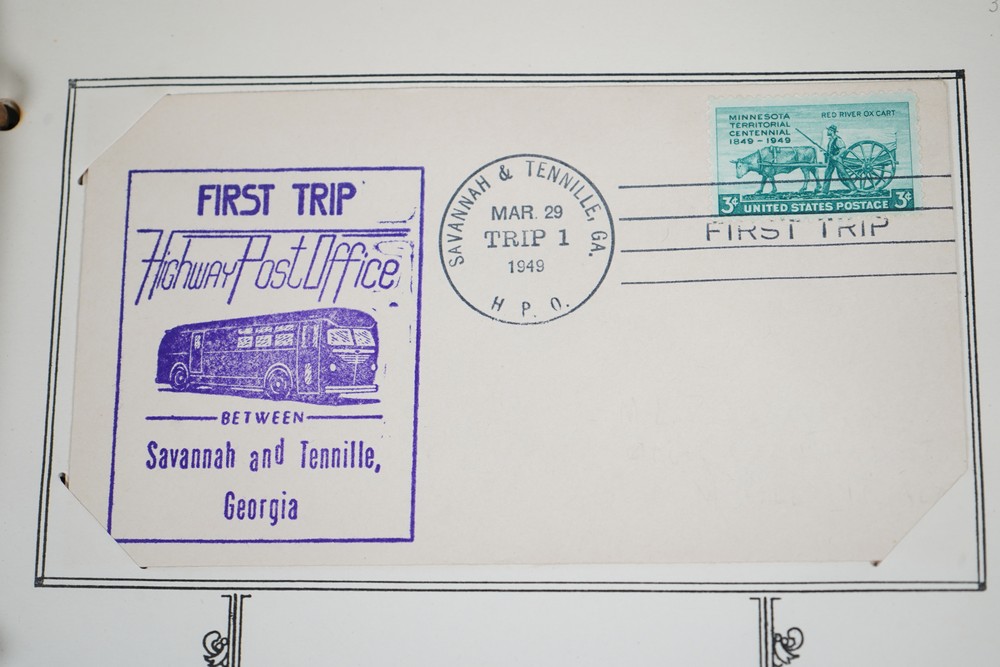 3
FIRST TRIP
Highway Post Office
BETWEEN
Savannah and Tennille,
Georgia
SAVANNAH & TENNILLE, GA.
MAR. 29
TRIP 1
1949
H. P. O.
MINNESOTA
TERRITORIAL
CENTENNIAL
1849-1949
RED RIVER OX CART
3¢ UNITED STATES POSTAGE 3¢
FIRST TRIP